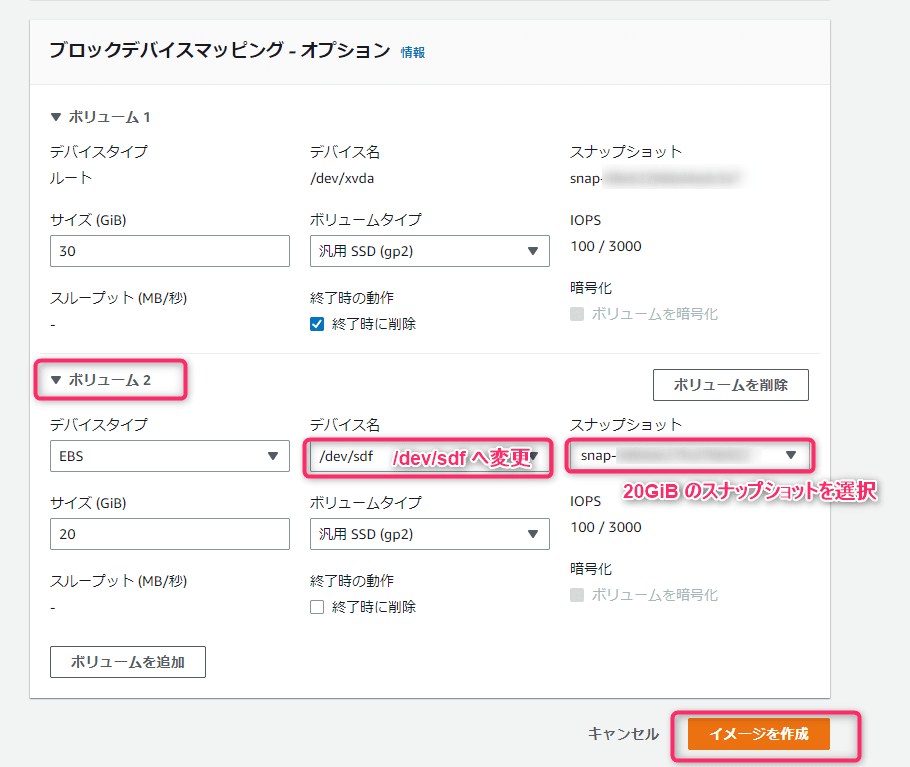 ブロックデバイスマッピング - オプション 情報
▼ ボリューム 1
デバイスタイプ デバイス名 スナップショット
ルート /dev/xvda snap-
サイズ (GiB) ボリュームタイプ IOPS
30 汎用 SSD (gp2) 100 / 3000
スループット (MB/秒) 終了時の動作 暗号化
- 終了時に削除 ボリュームを暗号化
▼ ボリューム 2 ボリュームを削除
デバイスタイプ デバイス名 スナップショット
EBS /dev/sdf /dev/sdf へ変更 snap-
20GiB のスナップショットを選択
サイズ (GiB) ボリュームタイプ IOPS
20 汎用 SSD (gp2) 100 / 3000
スループット (MB/秒) 終了時の動作 暗号化
- 終了時に削除 ボリュームを暗号化
ボリュームを追加
キャンセル イメージを作成